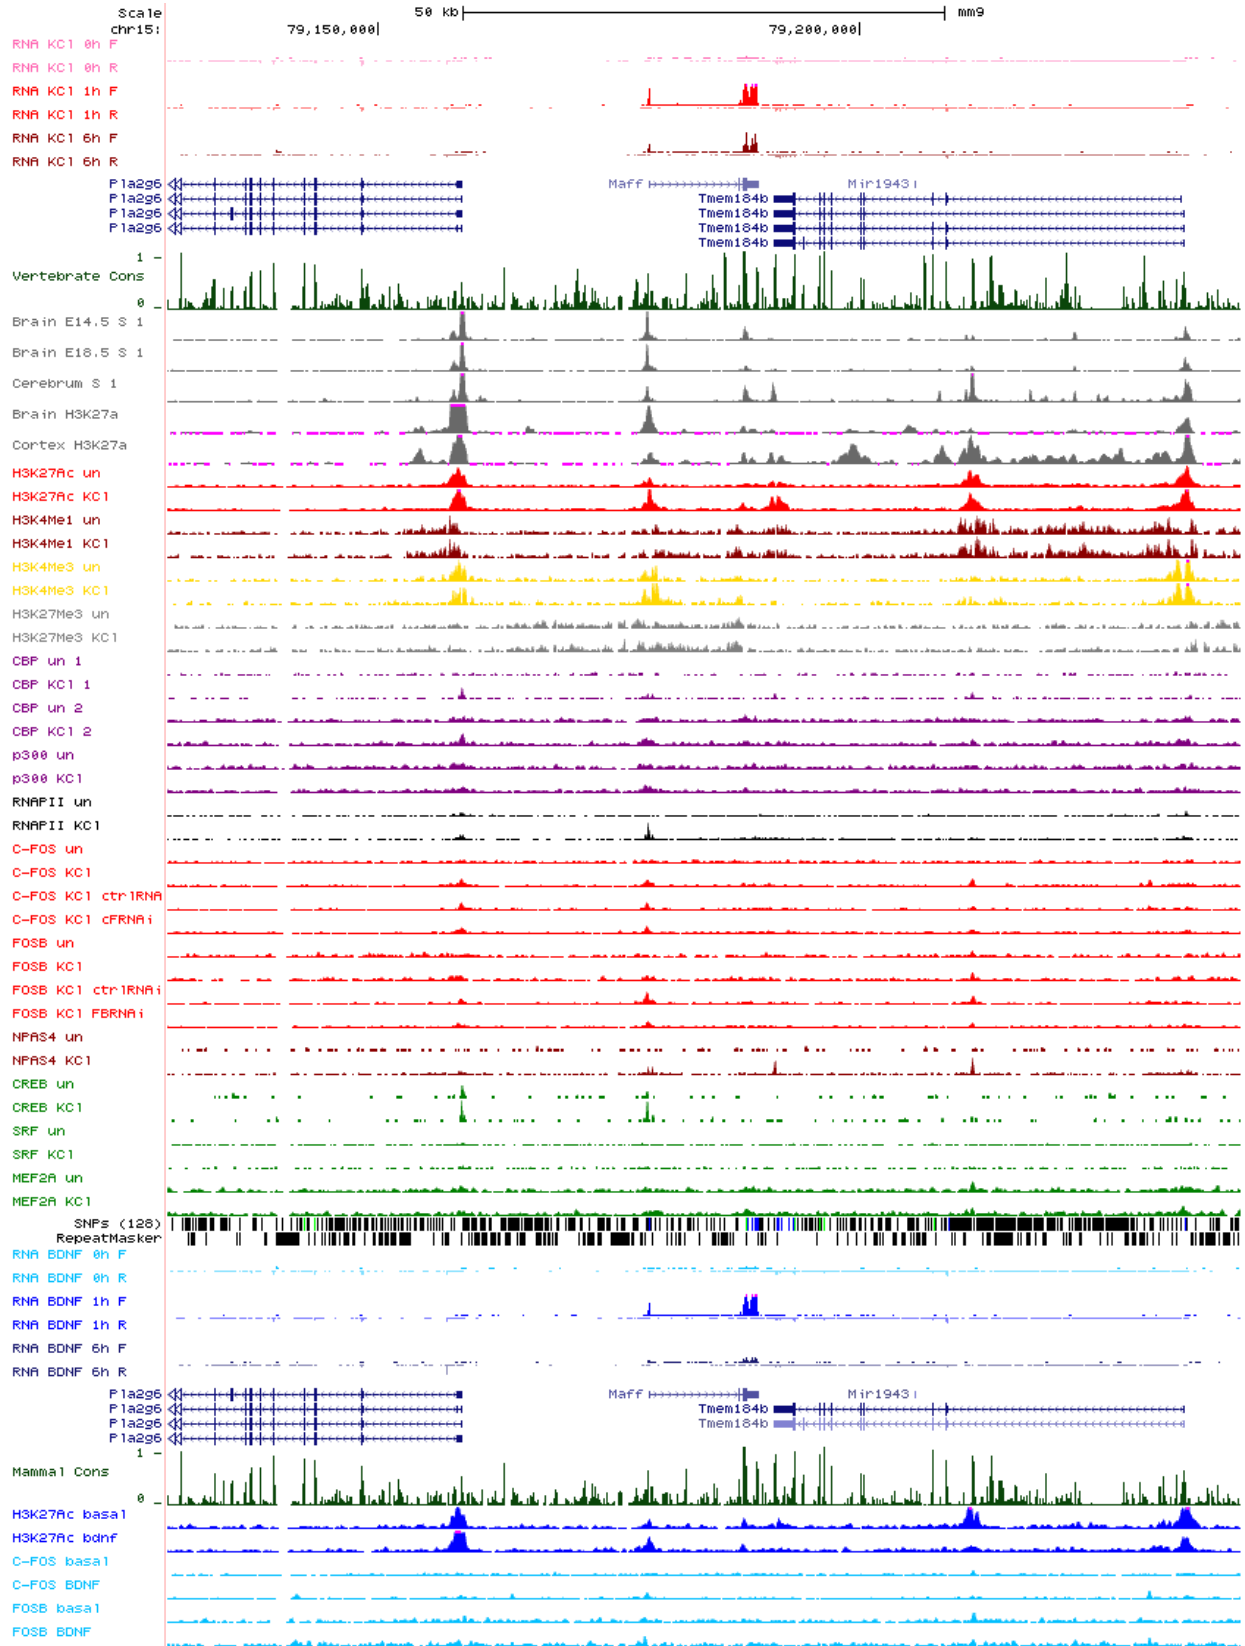 Scale 50 kb mm9
chr15: 79,150,000| 79,200,000|
RNA KCl 0h F
RNA KCl 0h R
RNA KCl 1h F
RNA KCl 1h R
RNA KCl 6h F
RNA KCl 6h R
Pla2g6 Maff Mir1943
Pla2g6 Tmem184b
Pla2g6 Tmem184b
Pla2g6 Tmem184b
Tmem184b
1 _
Vertebrate Cons
0 _
Brain E14.5 S 1
Brain E18.5 S 1
Cerebrum S 1
Brain H3K27a
Cortex H3K27a
H3K27Ac un
H3K27Ac KCl
H3K4Me1 un
H3K4Me1 KCl
H3K4Me3 un
H3K4Me3 KCl
H3K27Me3 un
H3K27Me3 KCl
CBP un 1
CBP KCl 1
CBP un 2
CBP KCl 2
p300 un
p300 KCl
RNAPII un
RNAPII KCl
C-FOS un
C-FOS KCl
C-FOS KCl ctrlRNA
C-FOS KCl cFRNAi
FOSB un
FOSB KCl
FOSB KCl ctrlRNAi
FOSB KCl FBRNAi
NPAS4 un
NPAS4 KCl
CREB un
CREB KCl
SRF un
SRF KCl
MEF2A un
MEF2A KCl
SNPs (128)
RepeatMasker
RNA BDNF 0h F
RNA BDNF 0h R
RNA BDNF 1h F
RNA BDNF 1h R
RNA BDNF 6h F
RNA BDNF 6h R
Pla2g6 Maff Mir1943
Pla2g6 Tmem184b
Pla2g6 Tmem184b
Pla2g6
1 _
Mammal Cons
0 _
H3K27Ac basal
H3K27Ac bdnf
C-FOS basal
C-FOS BDNF
FOSB basal
FOSB BDNF